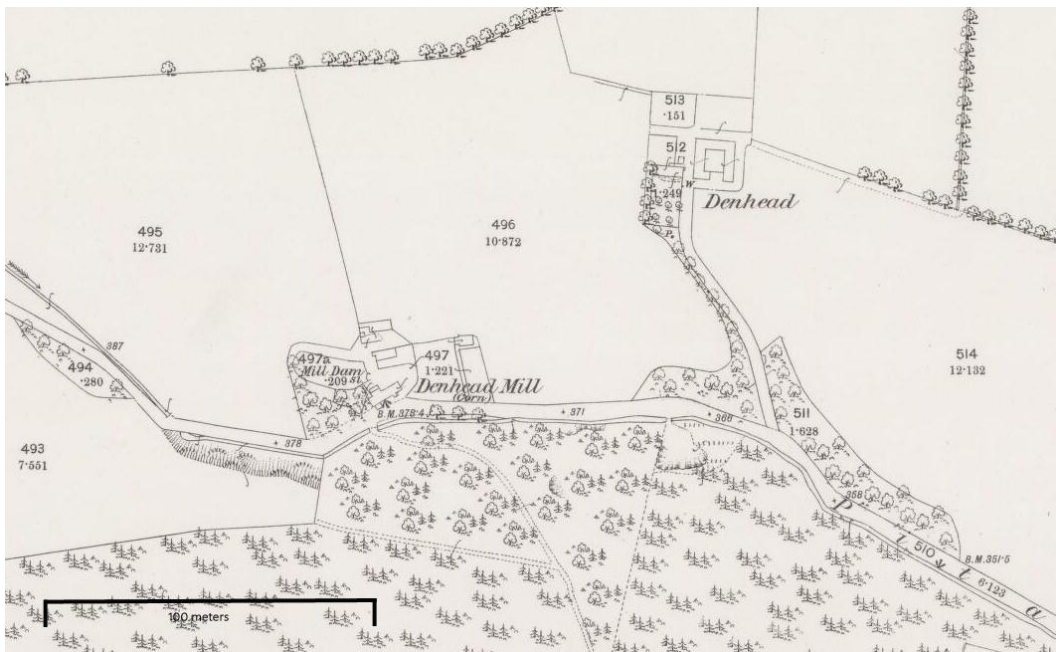 513
·151
512
W
1·249
P.
Denhead
495
12·731
496
10·872
514
12·132
387
494
·280
497a
Mill Dam
·209
Sl.
497
1·221
Denhead Mill
(Corn)
B.M.378·4
371
366
511
1·628
378
493
7·551
358
P l a
510
B.M.351·5
6·123
100 meters